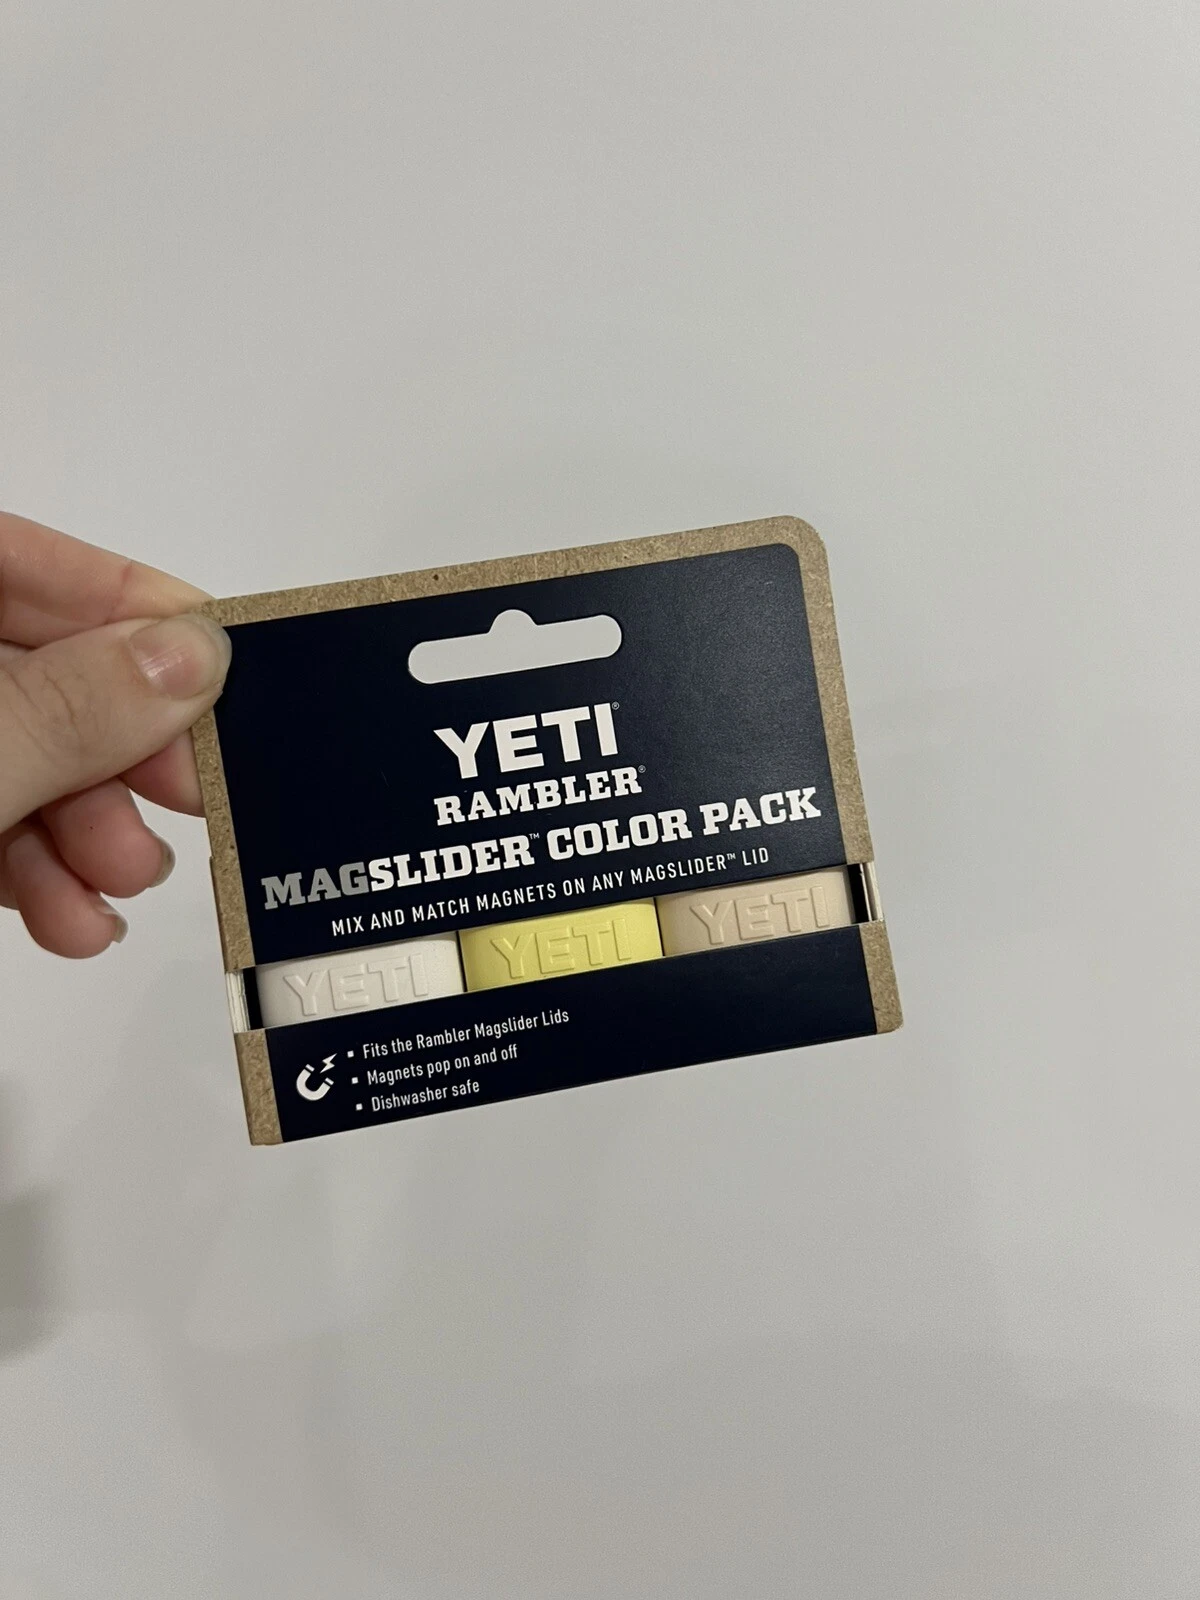 YETI®
RAMBLER®
MAGSLIDER™ COLOR PACK
MIX AND MATCH MAGNETS ON ANY MAGSLIDER™ LID
YETI YETI YETI
▪ Fits the Rambler Magslider Lids
▪ Magnets pop on and off
▪ Dishwasher safe